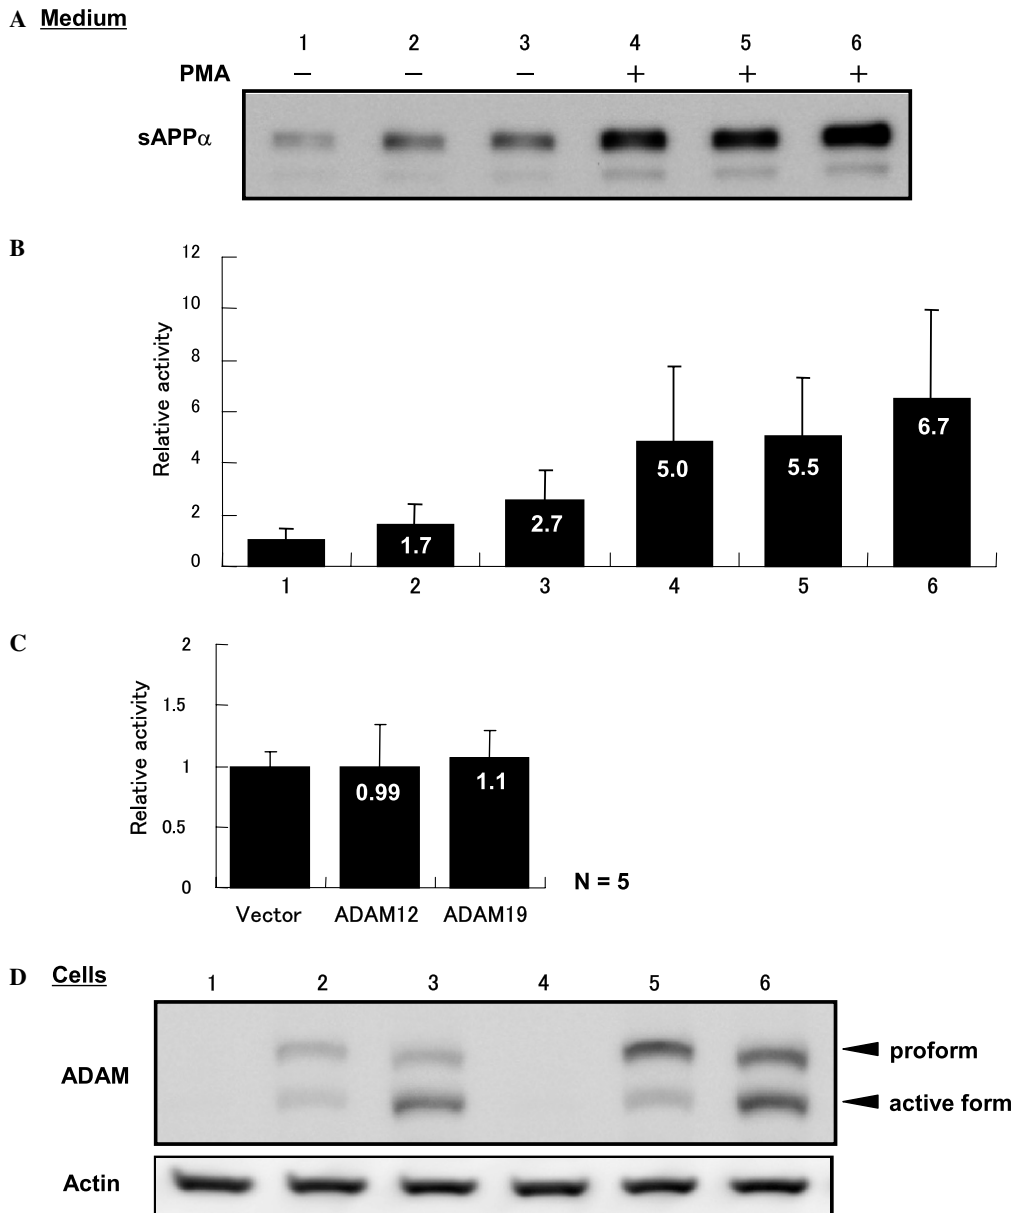 A Medium
1 2 3 4 5 6
PMA − − − + + +
sAPPα
B
12
10
8
6
4
2
0
Relative activity
1.7
2.7
5.0
5.5
6.7
1 2 3 4 5 6
C
2
1.5
1
0.5
0
Relative activity
0.99
1.1
N = 5
Vector ADAM12 ADAM19
D Cells
1 2 3 4 5 6
ADAM
proform
active form
Actin